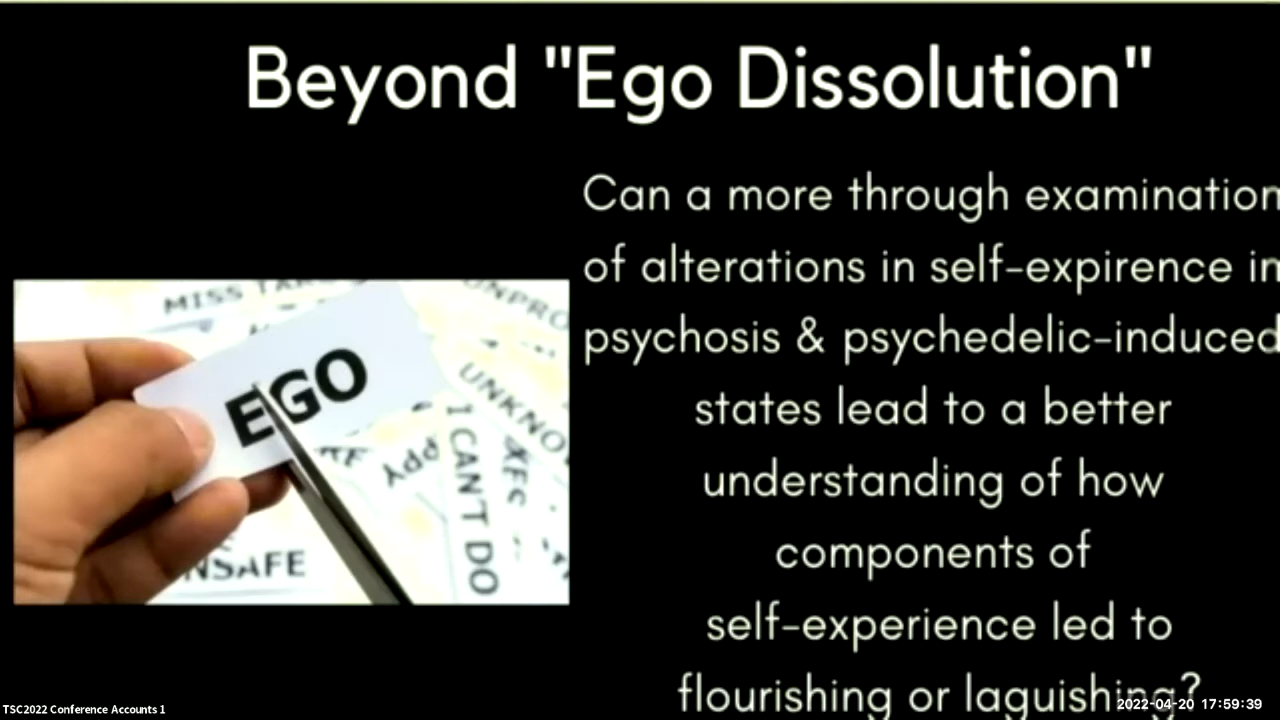 Beyond "Ego Dissolution"
Can a more through examination
of alterations in self-expirence in
psychosis & psychedelic-induced
states lead to a better
understanding of how
components of
self-experience led to
flourishing or laguishing?
MISS
UNPRO
EGO
UNKNO
I CAN'T DO
NSAFE
TSC2022 Conference Accounts 1
2022-04-20 17:59:39